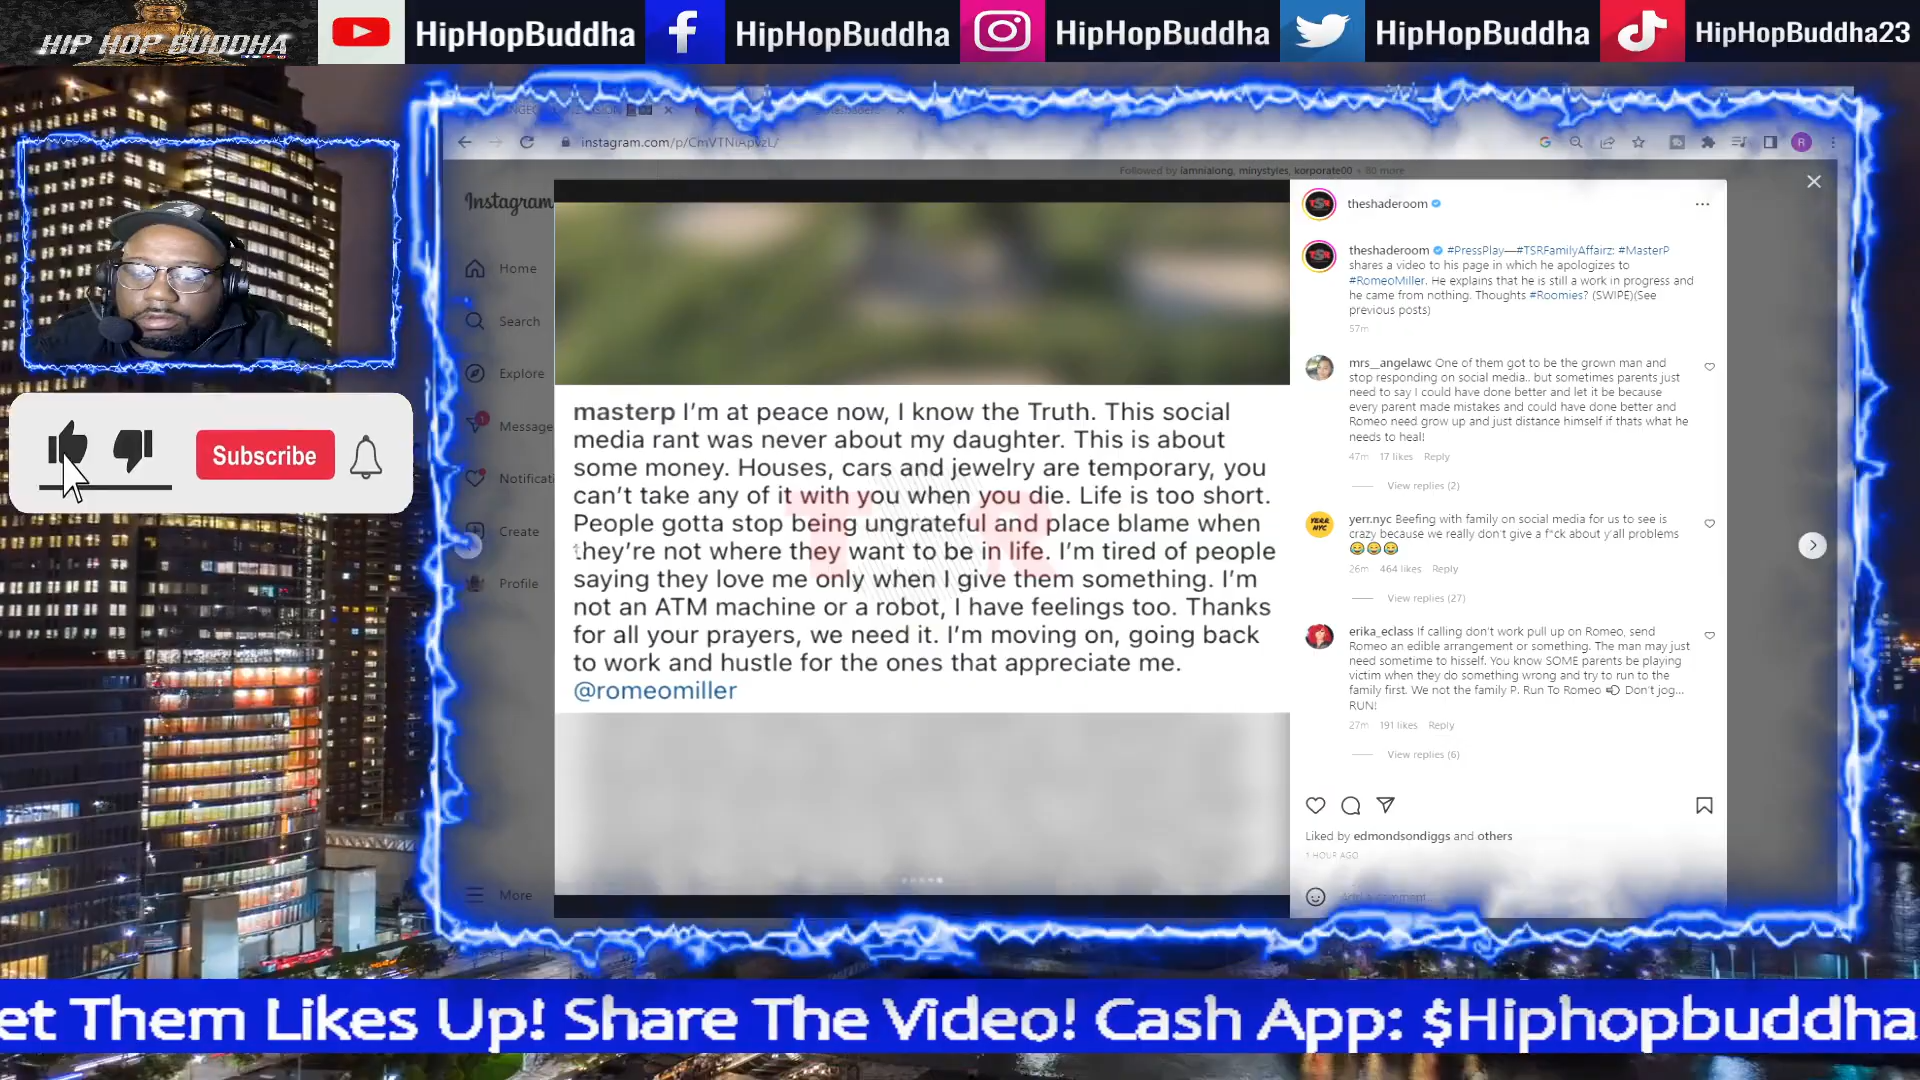 HIP HOP BUDDHA
HipHopBuddha
HipHopBuddha
HipHopBuddha
HipHopBuddha
HipHopBuddha23
instagram.com/p/CmVTNiApvzL/
Followed by iamnialong, minystyles, korporate00 + 80 more
Instagram
Home
Search
Explore
Message
Notificati
Create
Profile
More
Subscribe
masterp I'm at peace now, I know the Truth. This social
media rant was never about my daughter. This is about
some money. Houses, cars and jewelry are temporary, you
can't take any of it with you when you die. Life is too short.
People gotta stop being ungrateful and place blame when
they're not where they want to be in life. I'm tired of people
saying they love me only when I give them something. I'm
not an ATM machine or a robot, I have feelings too. Thanks
for all your prayers, we need it. I'm moving on, going back
to work and hustle for the ones that appreciate me.
@romeomiller
TSR
theshaderoom
theshaderoom #PressPlay—#TSRFamilyAffairz: #MasterP
shares a video to his page in which he apologizes to
#RomeoMiller. He explains that he is still a work in progress and
he came from nothing. Thoughts #Roomies? (SWIPE)(See
previous posts)
57m
mrs__angelawc One of them got to be the grown man and
stop responding on social media.. but sometimes parents just
need to say I could have done better and let it be because
every parent made mistakes and could have done better and
Romeo need grow up and just distance himself if thats what he
needs to heal!
47m 17 likes Reply
View replies (2)
YERR NYC
yerr.nyc Beefing with family on social media for us to see is
crazy because we really don't give a f*ck about y'all problems
😂😂😂
26m 464 likes Reply
View replies (27)
erika_eclass If calling don't work pull up on Romeo, send
Romeo an edible arrangement or something. The man may just
need sometime to hisself. You know SOME parents be playing
victim when they do something wrong and try to run to the
family first. We not the family P. Run To Romeo 💨 Don't jog...
RUN!
27m 191 likes Reply
View replies (6)
Liked by edmondsondiggs and others
1 HOUR AGO
Add a comment...
et Them Likes Up! Share The Video! Cash App: $Hiphopbuddha